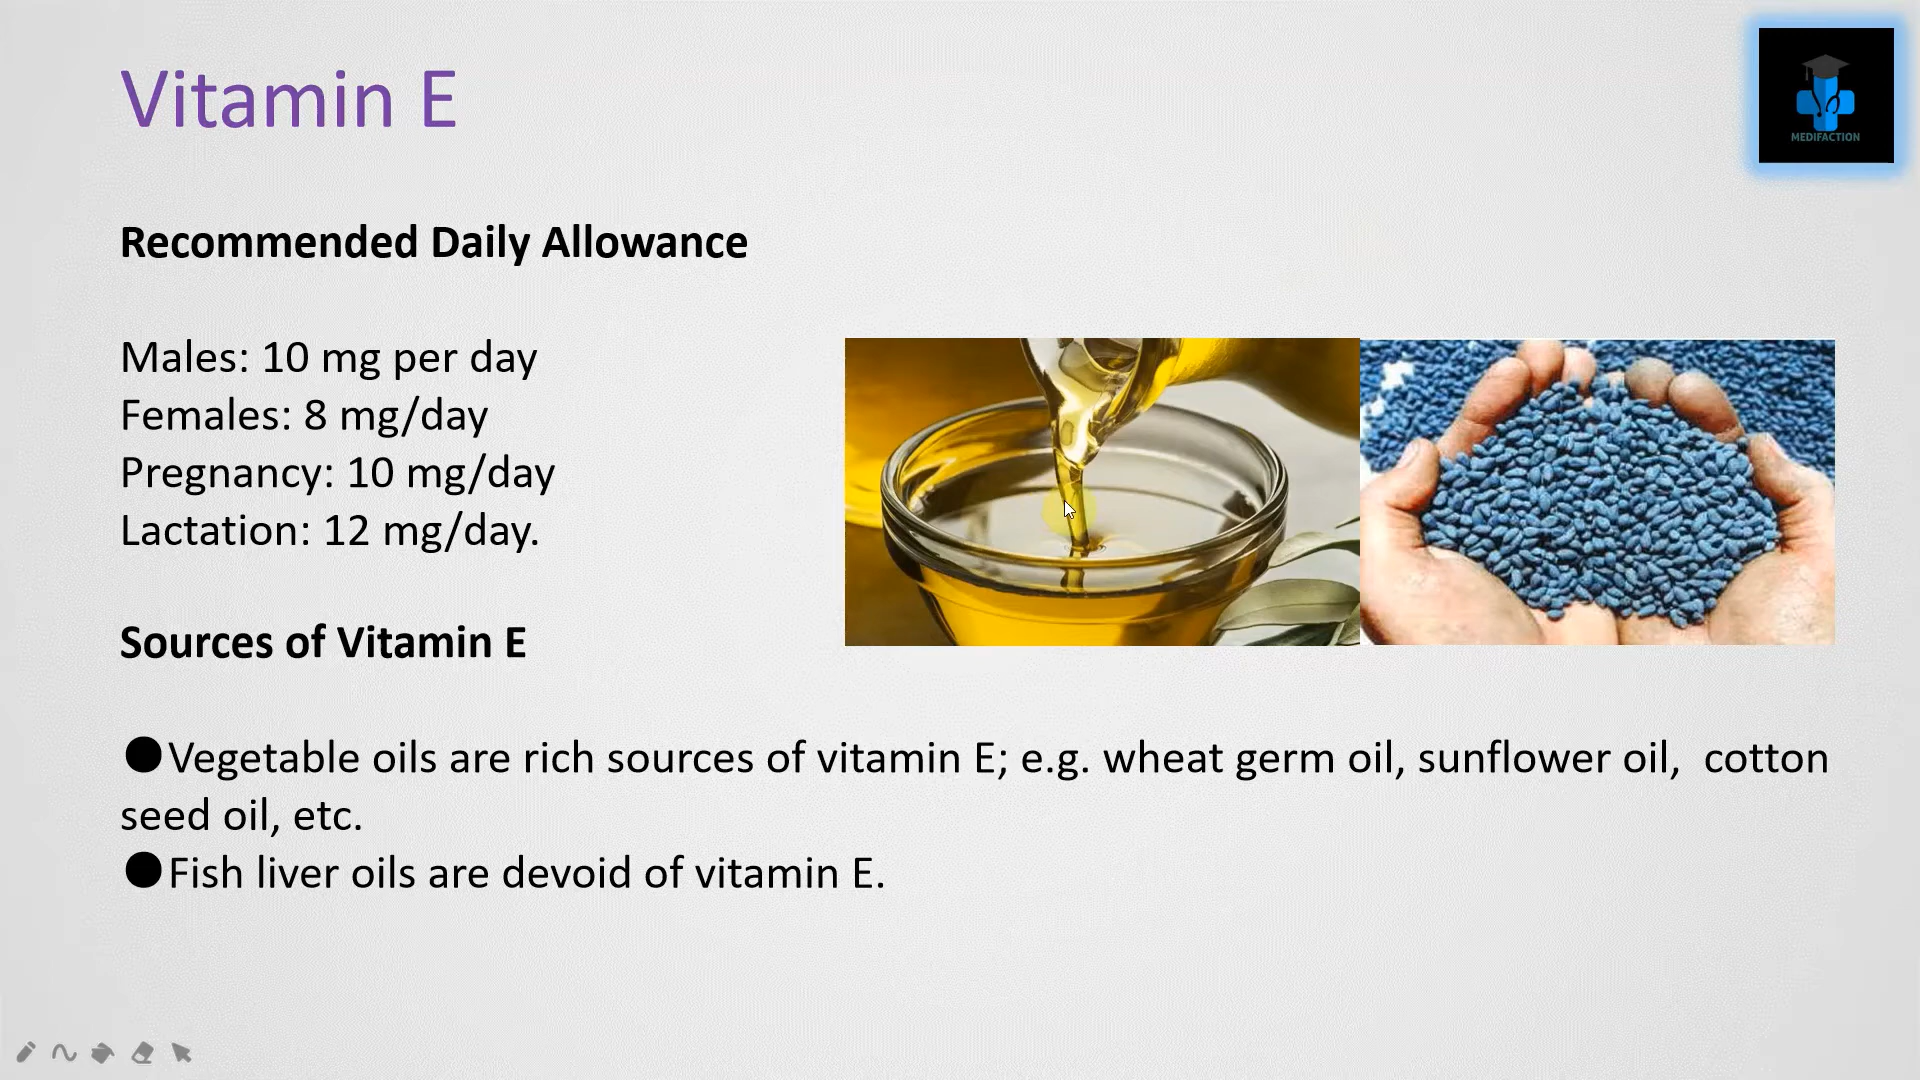 Vitamin E
MEDIFACTION
Recommended Daily Allowance
Males: 10 mg per day
Females: 8 mg/day
Pregnancy: 10 mg/day
Lactation: 12 mg/day.
Sources of Vitamin E
●Vegetable oils are rich sources of vitamin E; e.g. wheat germ oil, sunflower oil,  cotton
seed oil, etc.
●Fish liver oils are devoid of vitamin E.